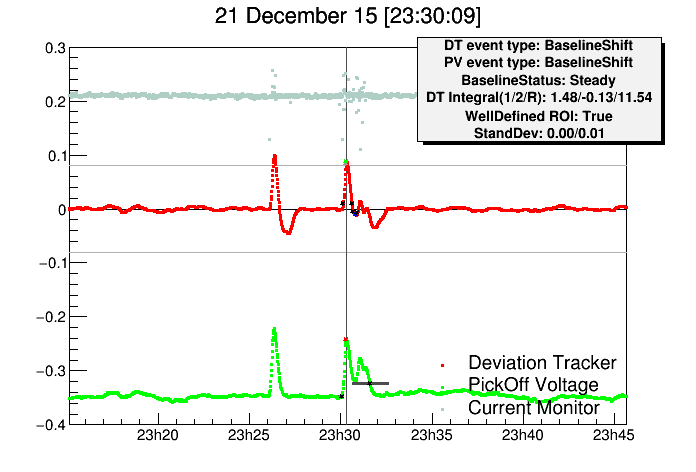 21 December 15 [23:30:09]
DT event type: BaselineShift
PV event type: BaselineShift
BaselineStatus: Steady
DT Integral(1/2/R): 1.48/-0.13/11.54
WellDefined ROI: True
StandDev: 0.00/0.01
0.3
0.2
0.1
0
−0.1
−0.2
−0.3
−0.4
Deviation Tracker
PickOff Voltage
Current Monitor
23h20 23h25 23h30 23h35 23h40 23h45